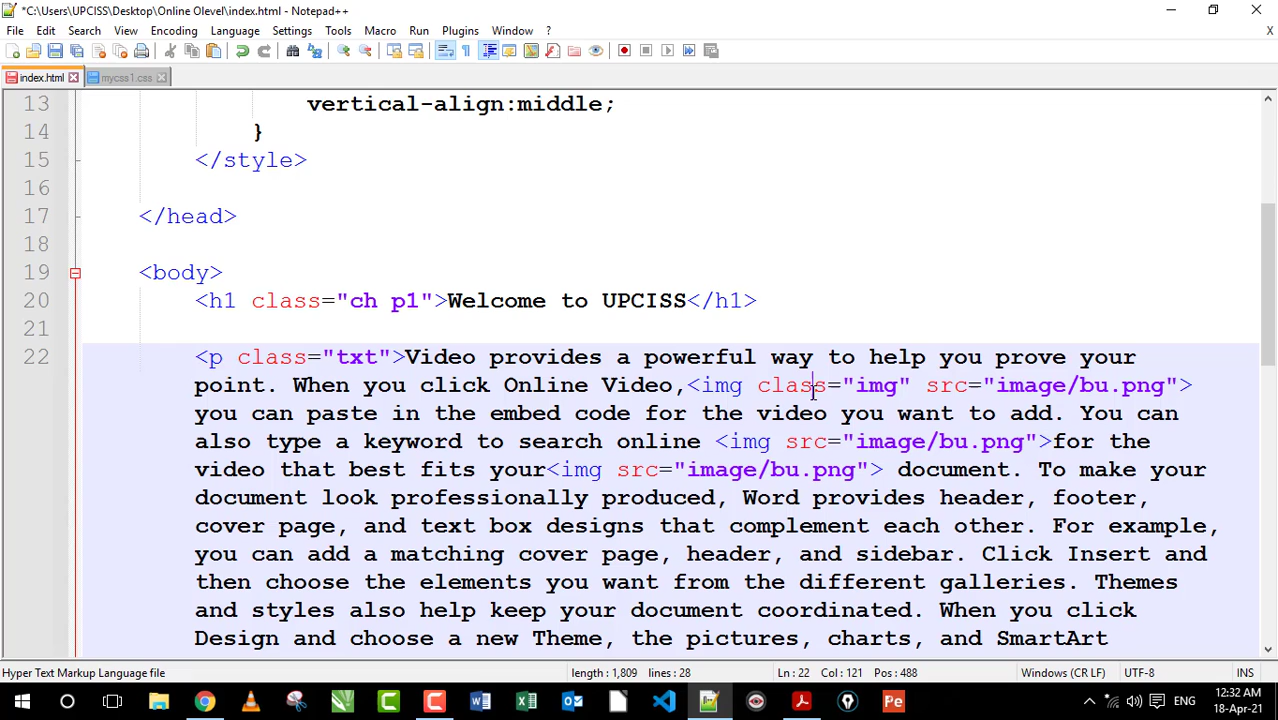 *C:\Users\UPCISS\Desktop\Online Olevel\index.html - Notepad++
File Edit Search View Encoding Language Settings Tools Macro Run Plugins Window ? X
index.html mycss1.css
13 vertical-align:middle;
14 }
15 </style>
16
17 </head>
18
19 <body>
20 <h1 class="ch p1">Welcome to UPCISS</h1>
21
22 <p class="txt">Video provides a powerful way to help you prove your
point. When you click Online Video,<img class="img" src="image/bu.png">
you can paste in the embed code for the video you want to add. You can
also type a keyword to search online <img src="image/bu.png">for the
video that best fits your<img src="image/bu.png"> document. To make your
document look professionally produced, Word provides header, footer,
cover page, and text box designs that complement each other. For example,
you can add a matching cover page, header, and sidebar. Click Insert and
then choose the elements you want from the different galleries. Themes
and styles also help keep your document coordinated. When you click
Design and choose a new Theme, the pictures, charts, and SmartArt
Hyper Text Markup Language file length : 1,809 lines : 28 Ln : 22 Col : 121 Pos : 488 Windows (CR LF) UTF-8 INS
ENG 12:32 AM
18-Apr-21